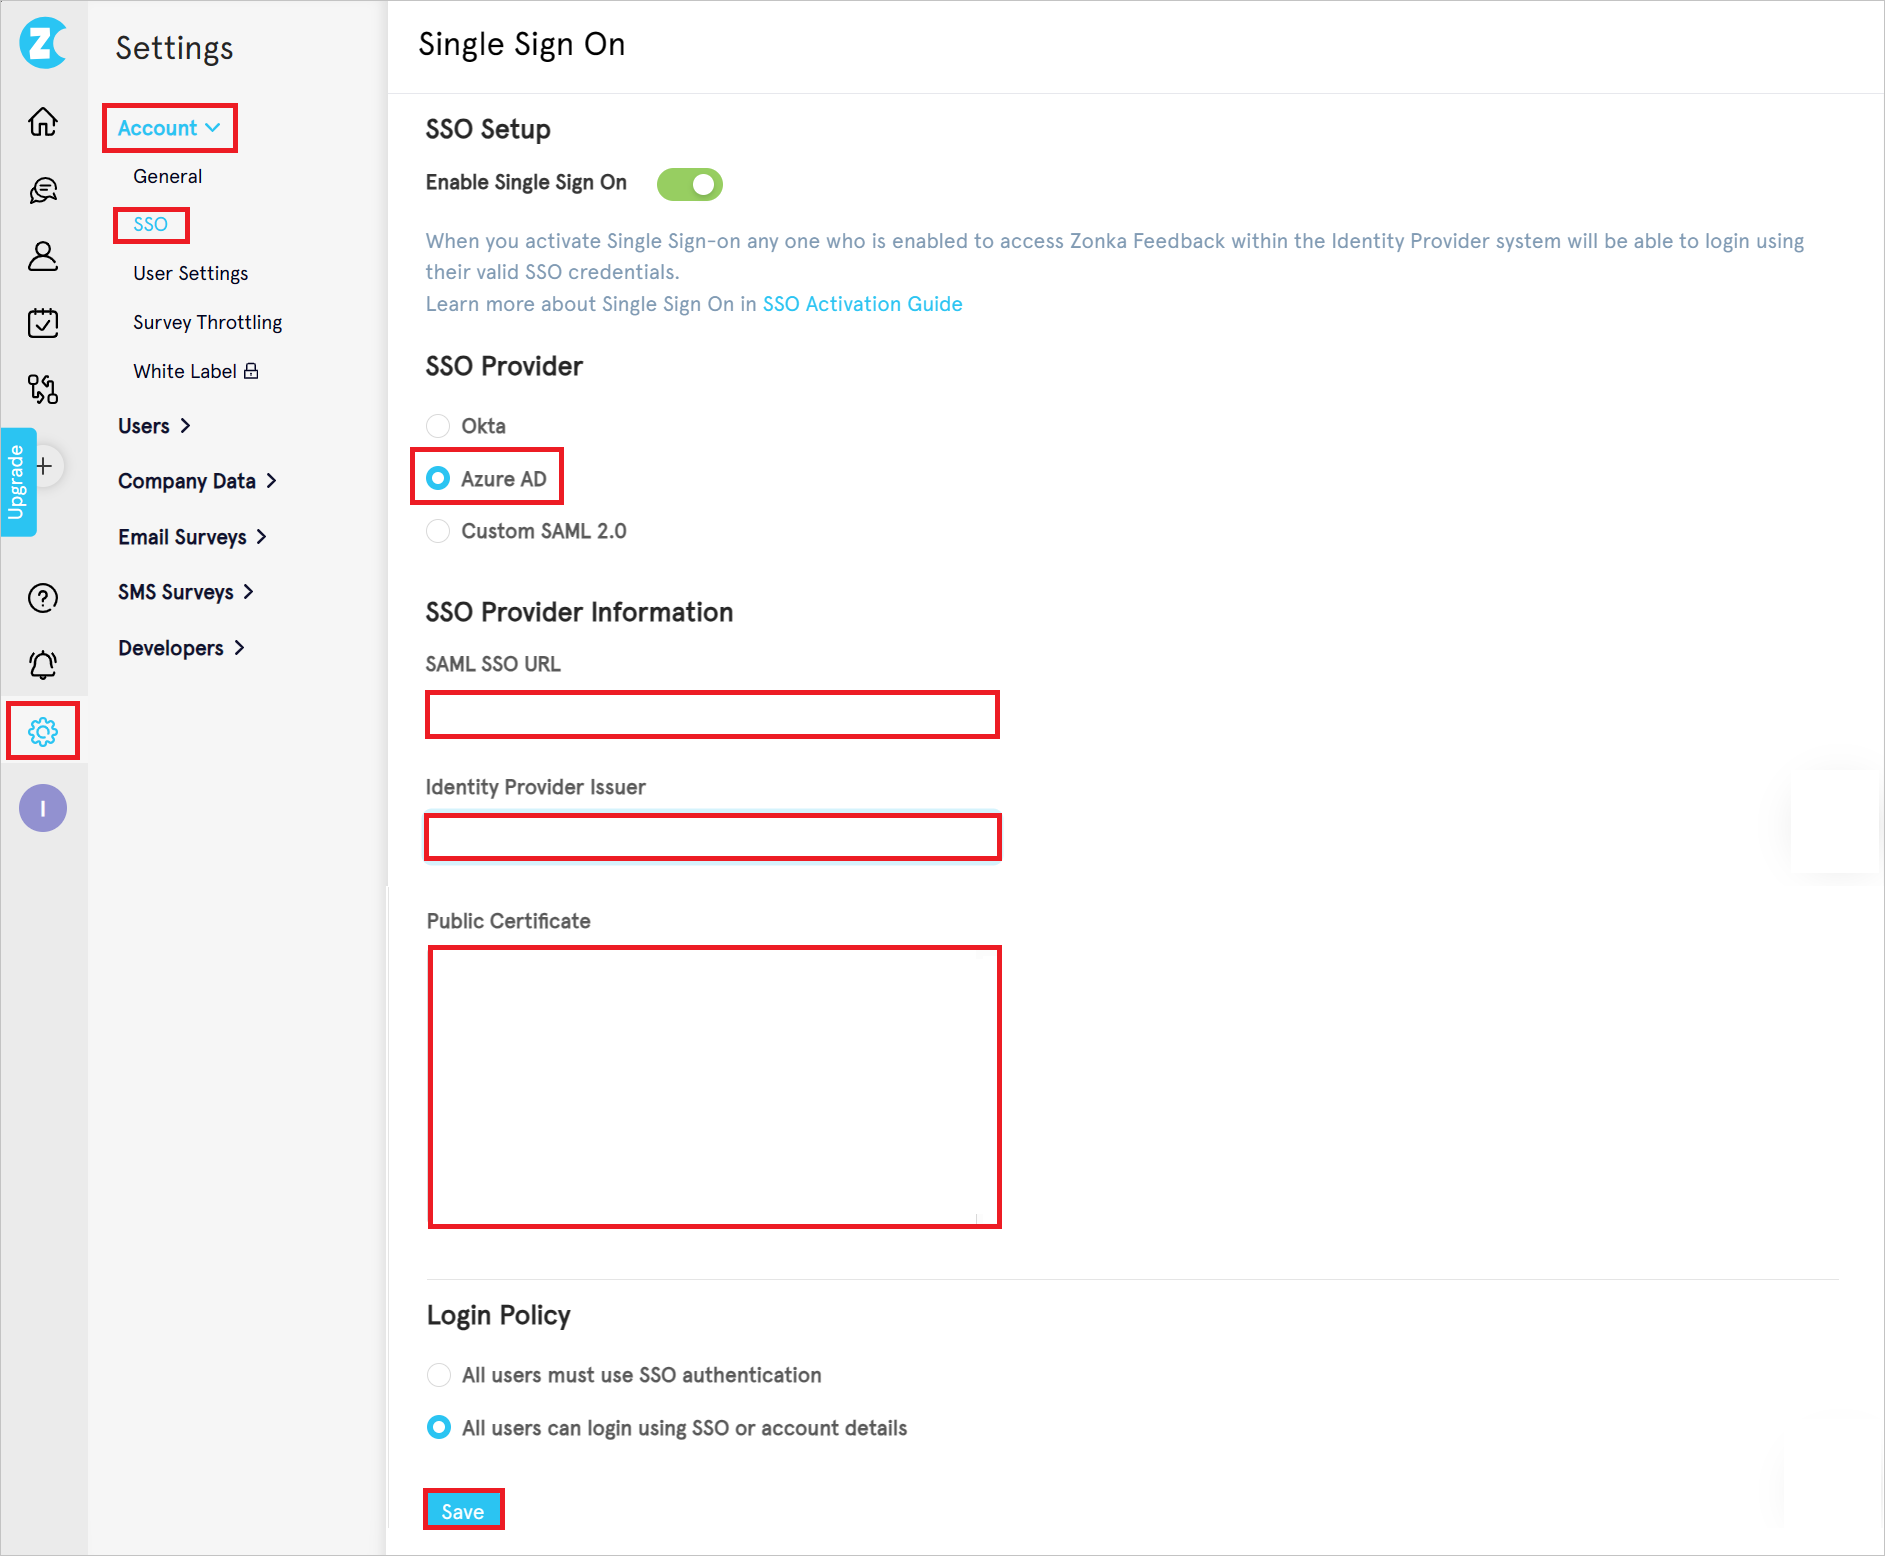 Z
Settings
Account
General
SSO
User Settings
Survey Throttling
White Label
Users
Company Data
Email Surveys
SMS Surveys
Developers
Upgrade
+
?
I
Single Sign On
SSO Setup
Enable Single Sign On
When you activate Single Sign-on any one who is enabled to access Zonka Feedback within the Identity Provider system will be able to login using
their valid SSO credentials.
Learn more about Single Sign On in SSO Activation Guide
SSO Provider
Okta
Azure AD
Custom SAML 2.0
SSO Provider Information
SAML SSO URL
Identity Provider Issuer
Public Certificate
Login Policy
All users must use SSO authentication
All users can login using SSO or account details
Save